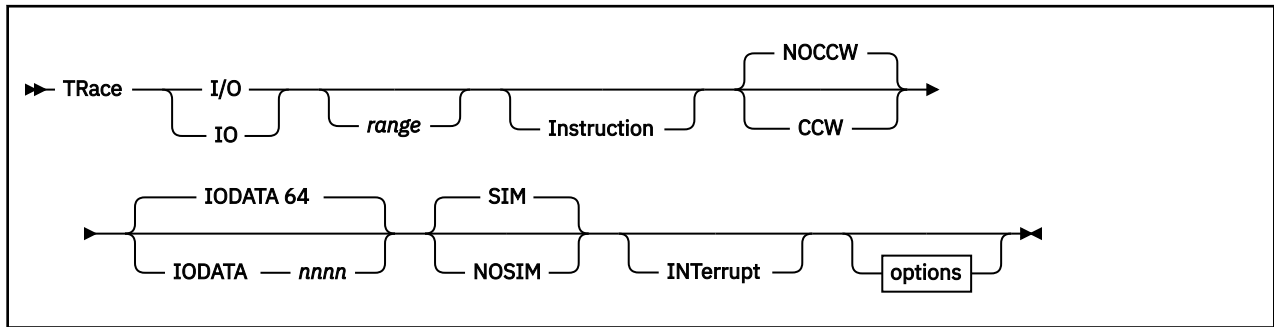 NOCCW
TRace I/O
IO range Instruction CCW
IODATA 64 SIM
IODATA nnnn NOSIM INTerrupt options